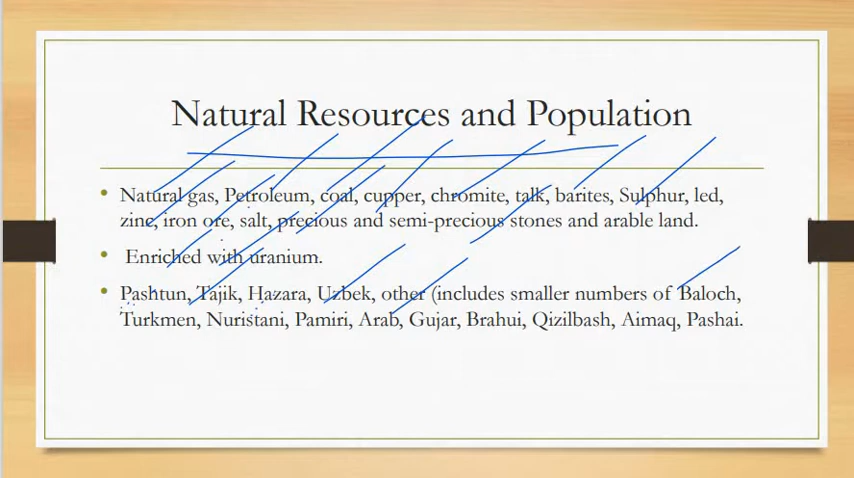 Natural Resources and Population
• Natural gas, Petroleum, coal, cupper, chromite, talk, barites, Sulphur, led,
zinc, iron ore, salt, precious and semi-precious stones and arable land.
• Enriched with uranium.
• Pashtun, Tajik, Hazara, Uzbek, other (includes smaller numbers of Baloch,
Turkmen, Nuristani, Pamiri, Arab, Gujar, Brahui, Qizilbash, Aimaq, Pashai.